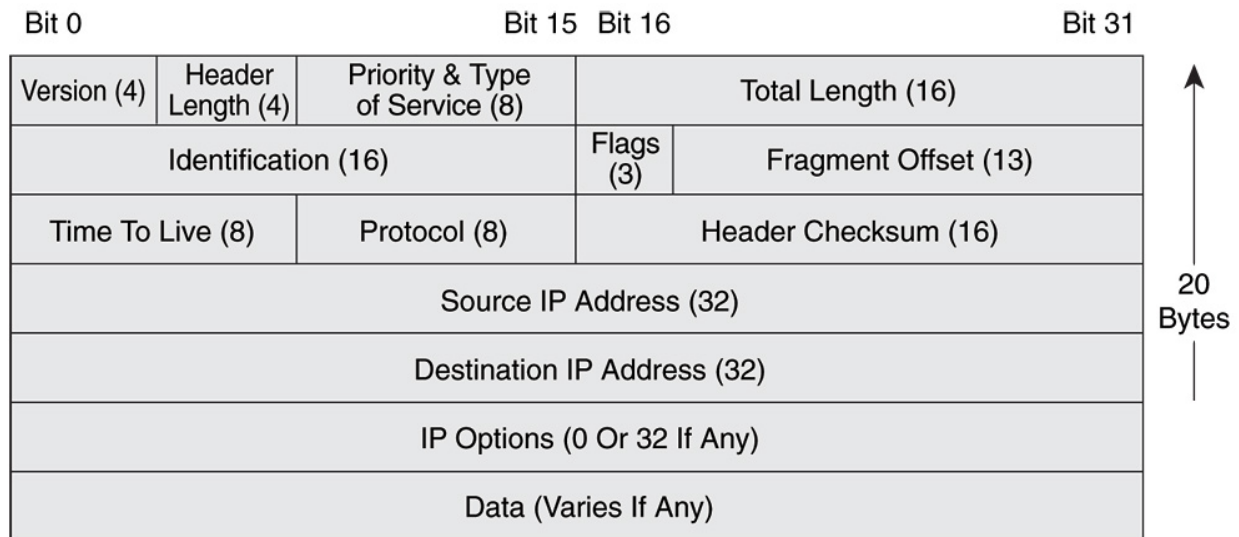 Bit 0 Bit 15 Bit 16 Bit 31
Version (4)
Header
Length (4)
Priority & Type
of Service (8)
Total Length (16)
Identification (16)
Flags
(3)
Fragment Offset (13)
Time To Live (8)
Protocol (8)
Header Checksum (16)
Source IP Address (32)
20
Bytes
Destination IP Address (32)
IP Options (0 Or 32 If Any)
Data (Varies If Any)